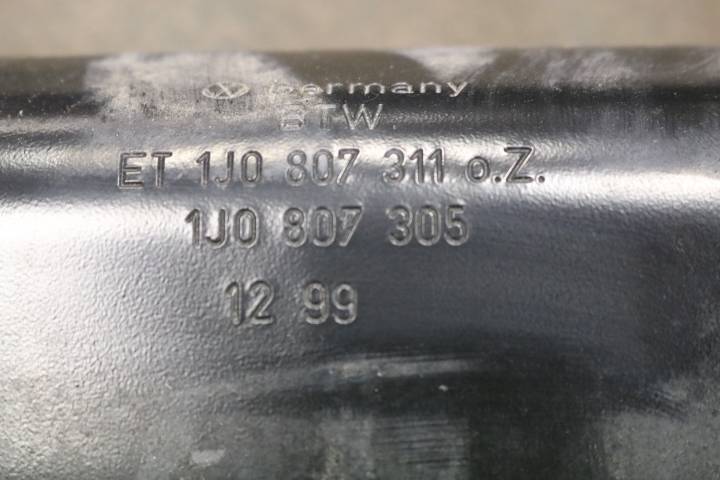 Germany
BTW.
ET 1J0 807 311 o.Z.
1J0 807 305
12 99